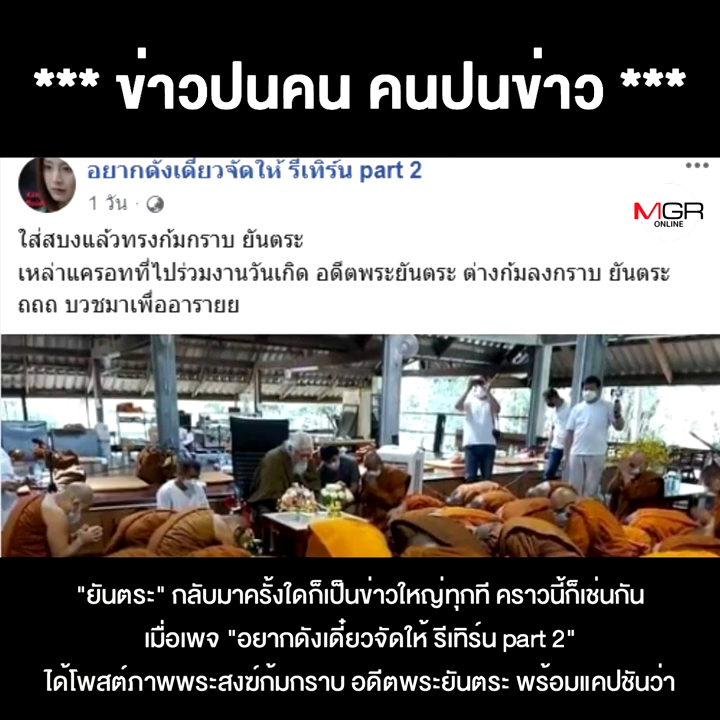 *** ข่าวปนคน คนปนข่าว ***
อยากดังเดี๋ยวจัดให้ รีเทิร์น part 2
1 วัน ·
MGR
ONLINE
ใส่สบงแล้วทรงก้มกราบ ยันตระ
เหล่าแครอทที่ไปร่วมงานวันเกิด อดีตพระยันตระ ต่างก้มลงกราบ ยันตระ
ถถถ บวชมาเพื่ออารายย
"ยันตระ" กลับมาครั้งใดก็เป็นข่าวใหญ่ทุกที คราวนี้ก็เช่นกัน
เมื่อเพจ "อยากดังเดี๋ยวจัดให้ รีเทิร์น part 2"
ได้โพสต์ภาพพระสงฆ์ก้มกราบ อดีตพระยันตระ พร้อมแคปชันว่า